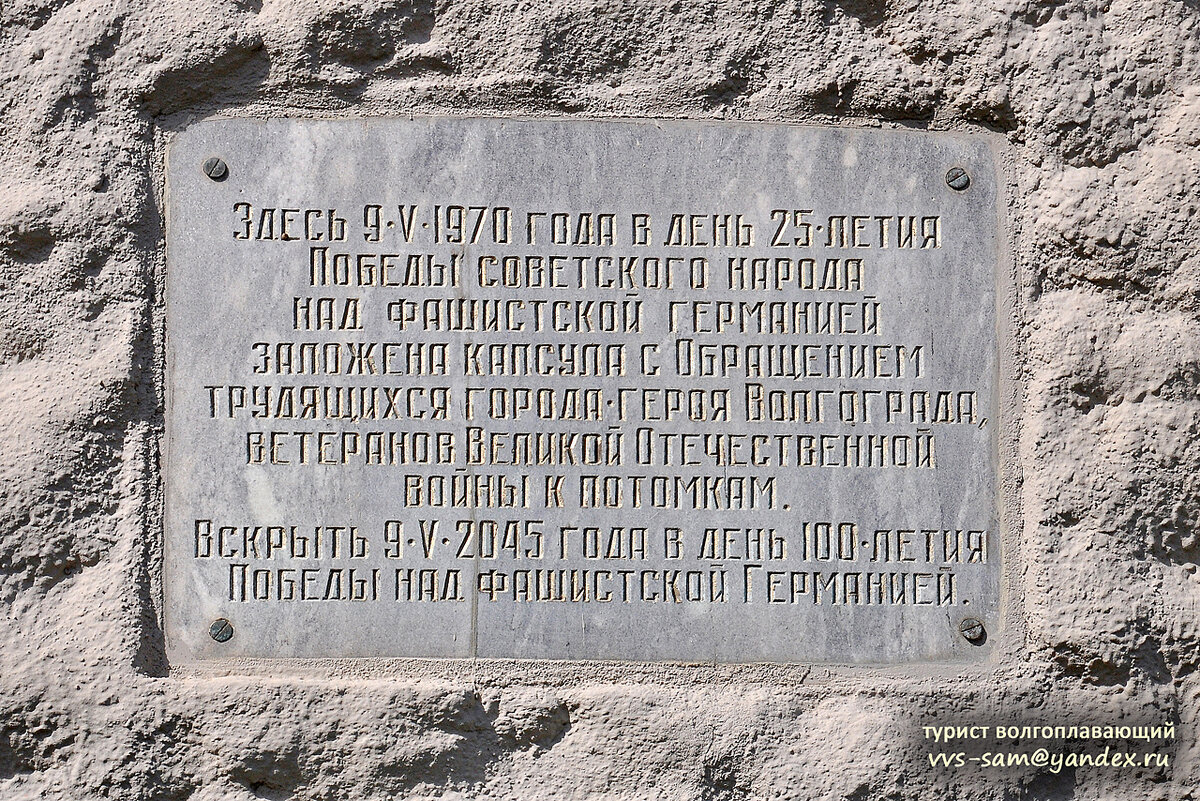 Здесь 9·V·1970 года в день 25·летия
Победы советского народа
над фашистской германией
заложена капсула с Обращением
трудящихся города·героя Волгограда,
ветеранов Великой Отечественной
войны к потомкам.
Вскрыть 9·V·2045 года в день 100·летия
Победы над фашистской Германией.
турист волгоплавающий
vvs-sam@yandex.ru